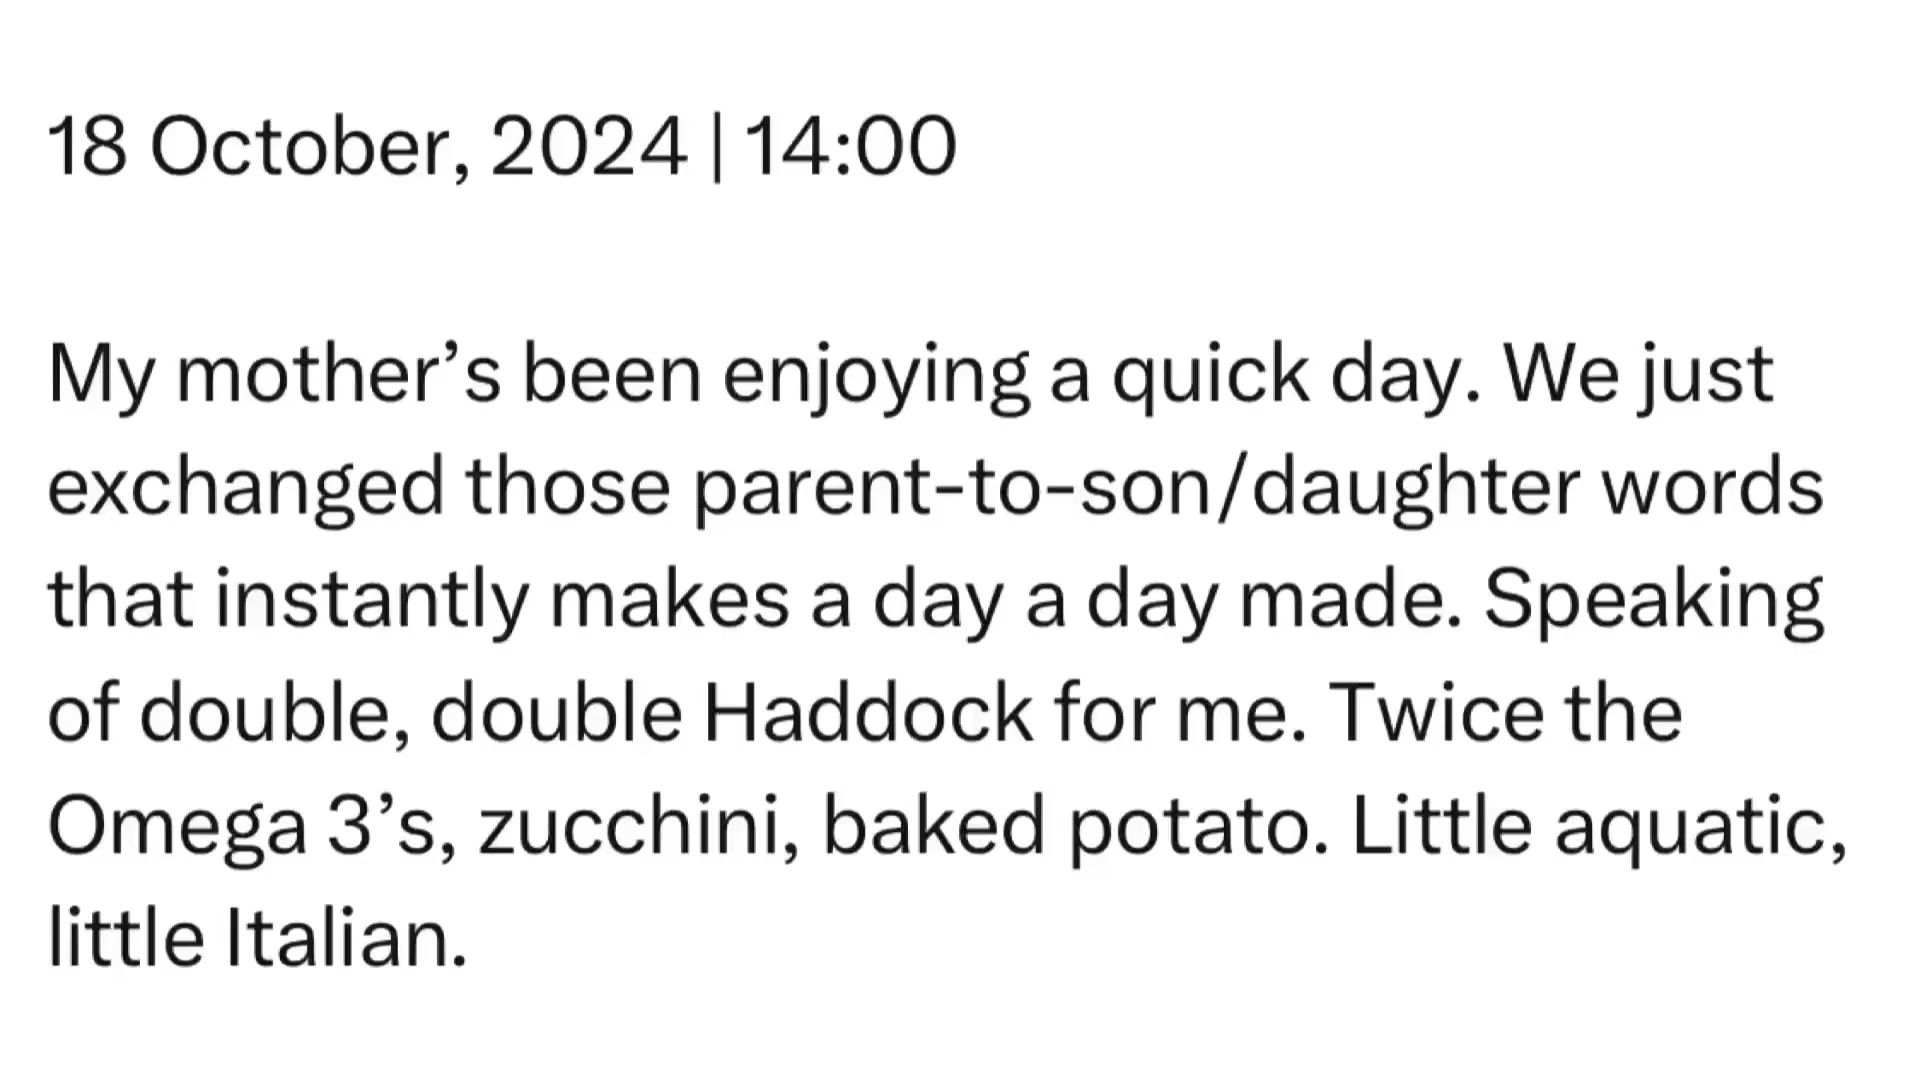 18 October, 2024 | 14:00
My mother’s been enjoying a quick day. We just
exchanged those parent-to-son/daughter words
that instantly makes a day a day made. Speaking
of double, double Haddock for me. Twice the
Omega 3’s, zucchini, baked potato. Little aquatic,
little Italian.